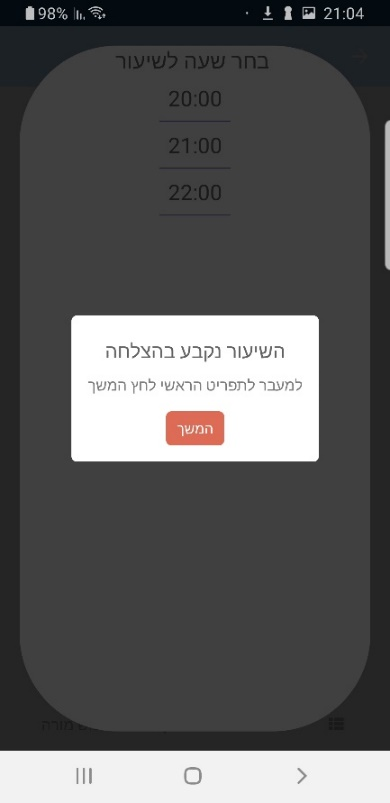 98% 21:04
בחר שעה לשיעור
20:00
21:00
22:00
השיעור נקבע בהצלחה
למעבר לתפריט הראשי לחץ המשך
המשך
מורה